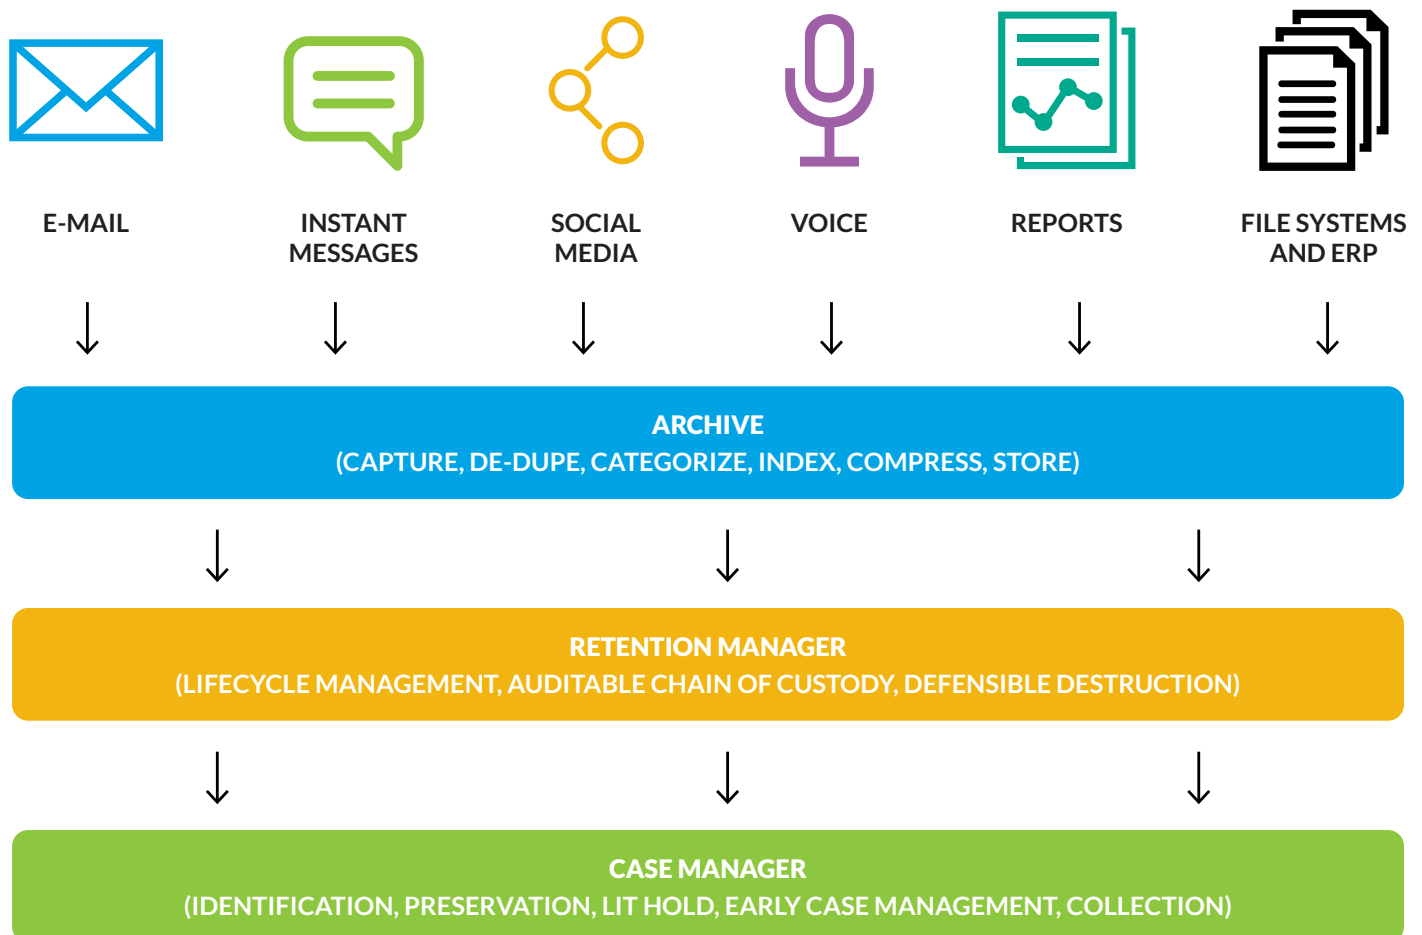 E-MAIL
INSTANT
MESSAGES
SOCIAL
MEDIA
VOICE
REPORTS
FILE SYSTEMS
AND ERP
ARCHIVE
(CAPTURE, DE-DUPE, CATEGORIZE, INDEX, COMPRESS, STORE)
RETENTION MANAGER
(LIFECYCLE MANAGEMENT, AUDITABLE CHAIN OF CUSTODY, DEFENSIBLE DESTRUCTION)
CASE MANAGER
(IDENTIFICATION, PRESERVATION, LIT HOLD, EARLY CASE MANAGEMENT, COLLECTION)